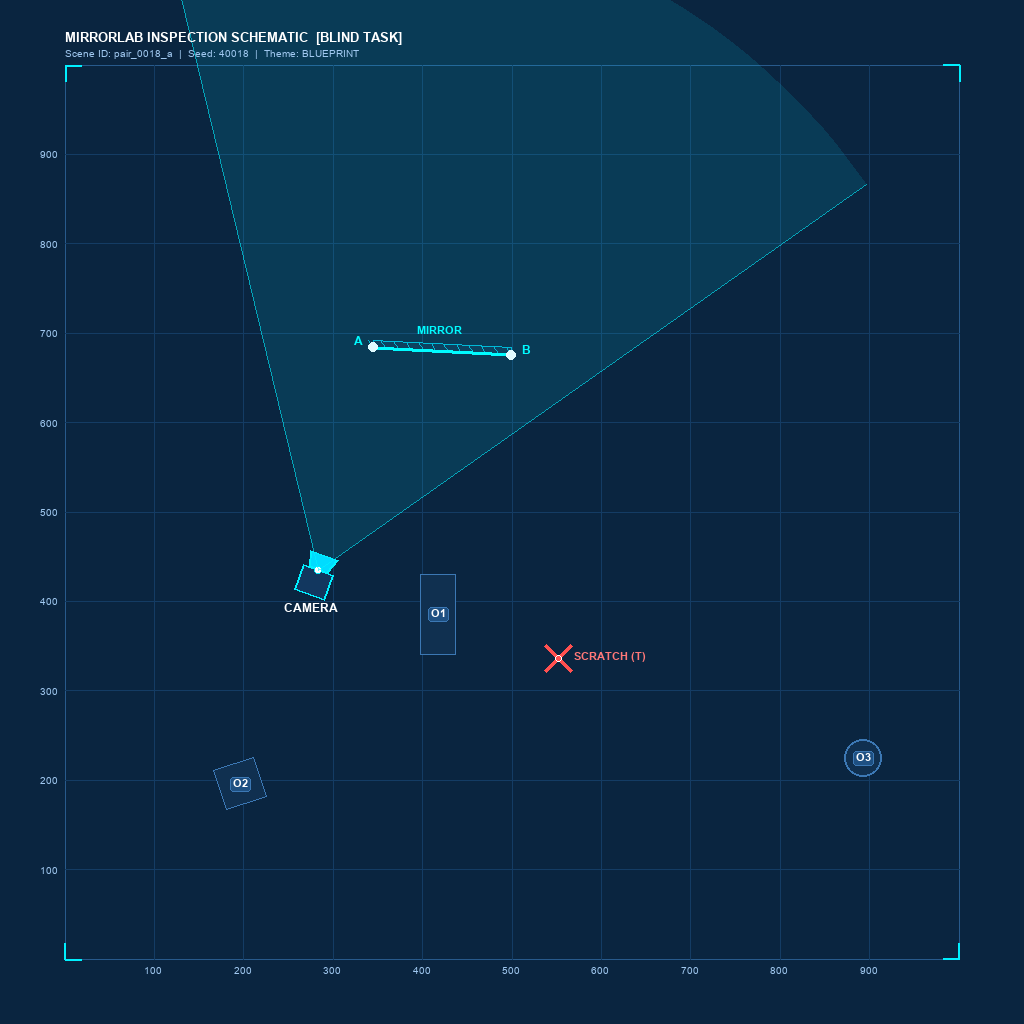 MIRRORLAB INSPECTION SCHEMATIC  [BLIND TASK]
Scene ID: pair_0018_a  |  Seed: 40018  |  Theme: BLUEPRINT
900
800
700
600
500
400
300
200
100
MIRROR
A
B
CAMERA
O1
SCRATCH (T)
O2
O3
100 200 300 400 500 600 700 800 900